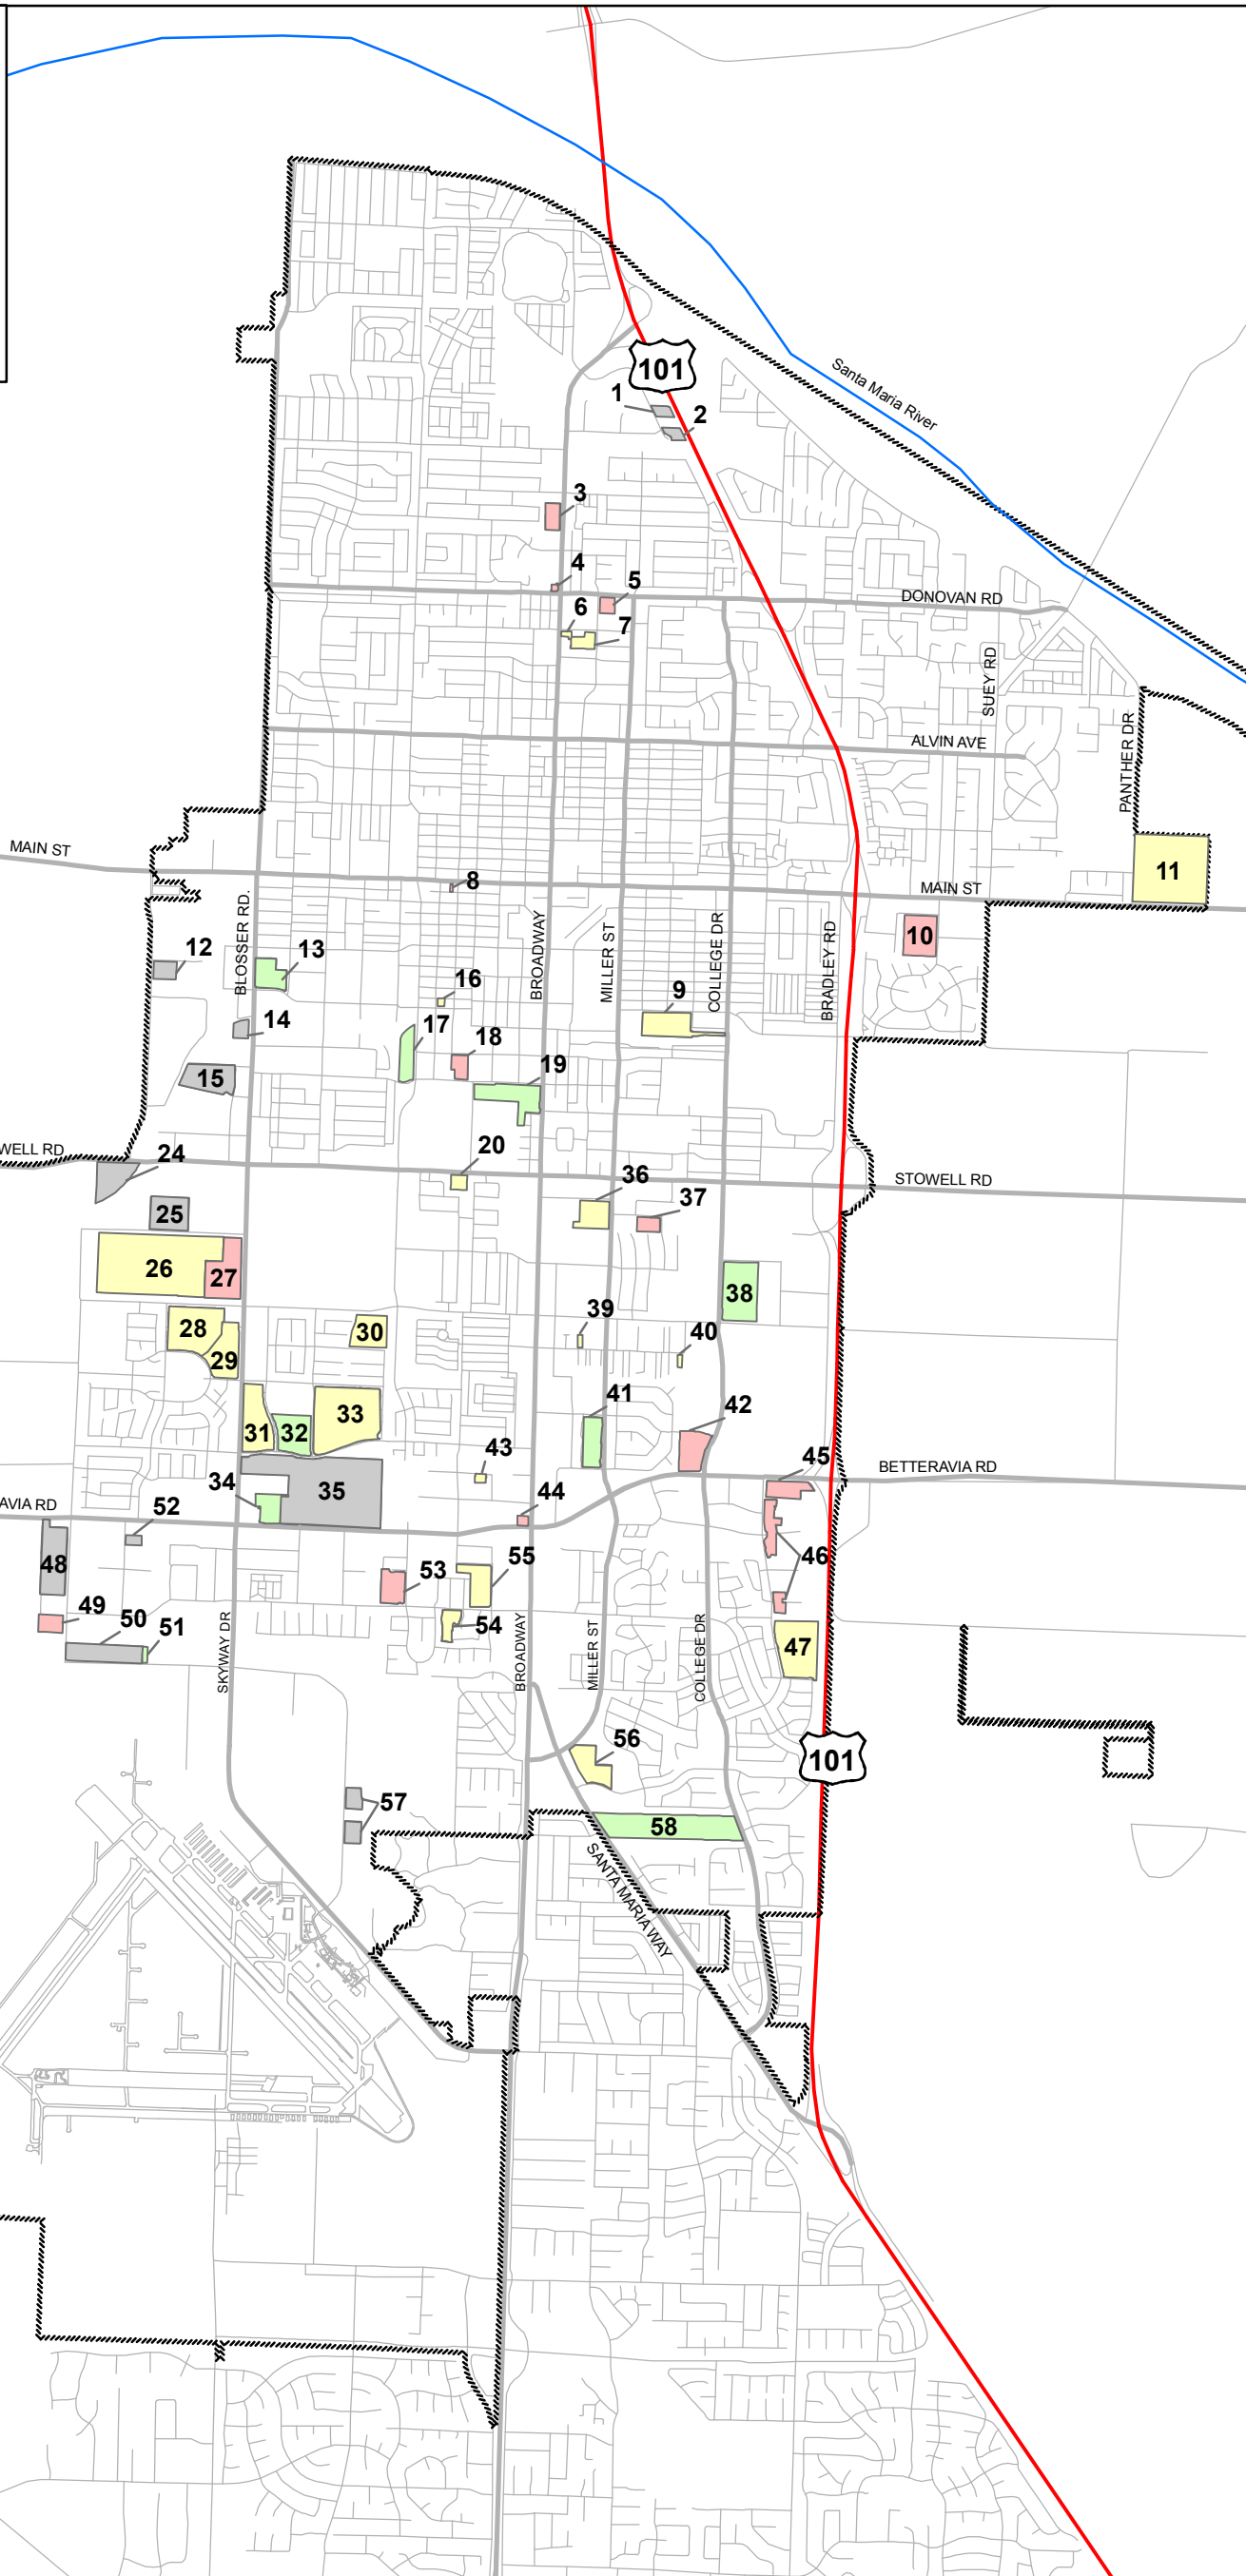 Santa Maria River
101
1
2
3
4
5
DONOVAN RD
6
7
SUEY RD
ALVIN AVE
PANTHER DR
MAIN ST
11
8
MAIN ST
BLOSSER RD.
BROADWAY
MILLER ST
COLLEGE DR
BRADLEY RD
10
12
13
16
9
14
17
18
15
19
WELL RD
24
20
36
STOWELL RD
25
37
26
27
38
28
39
30
40
29
41
33
42
31
32
43
45
BETTERAVIA RD
34
35
44
AVIA RD
52
48
55
46
53
49
50
51
54
47
SKYWAY DR
BROADWAY
MILLER ST
COLLEGE DR
56
101
57
58
SANTA MARIA WAY